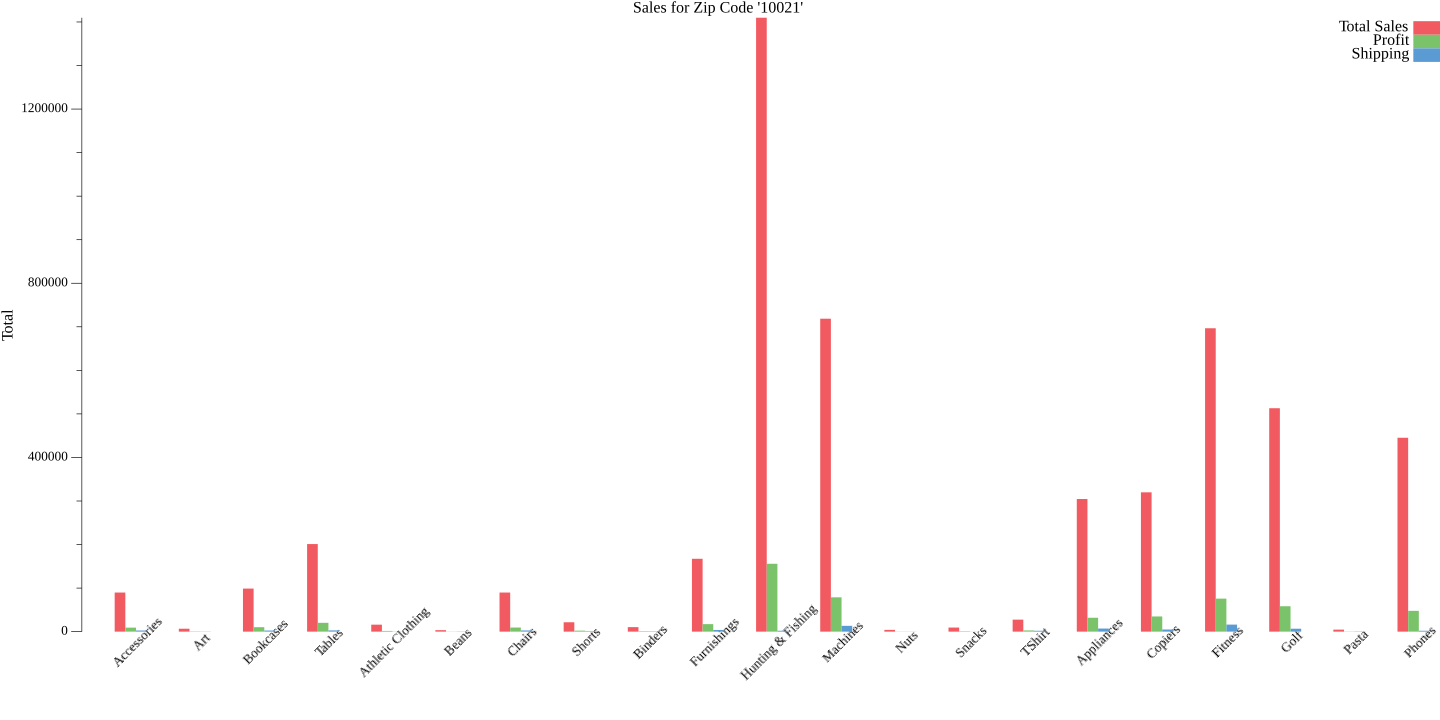 Sales for Zip Code '10021'
Total Sales
Profit
Shipping
1200000
800000
400000
0
Total
Accessories
Art
Bookcases
Tables
Athletic Clothing
Beans
Chairs
Shorts
Binders
Furnishings
Hunting & Fishing
Machines
Nuts
Snacks
TShirt
Appliances
Copiers
Fitness
Golf
Pasta
Phones